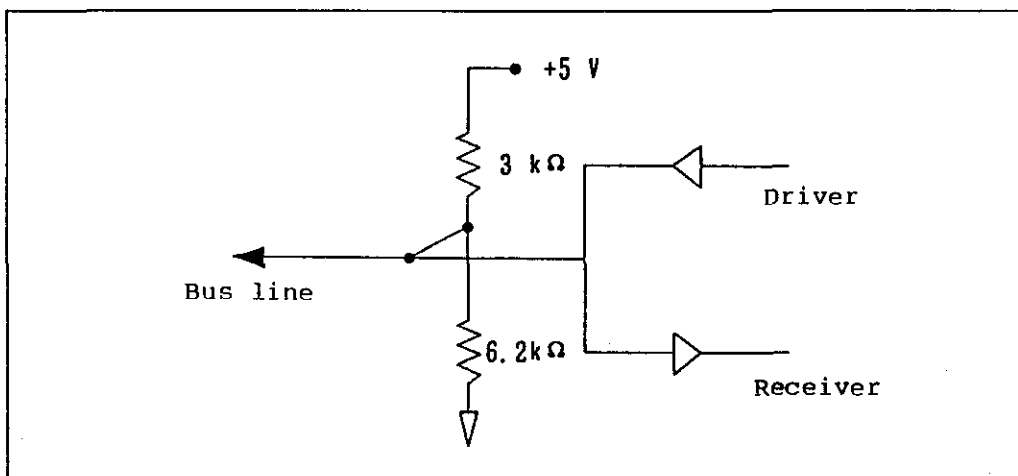 +5 V
3 kΩ
Driver
Bus line
6.2kΩ
Receiver